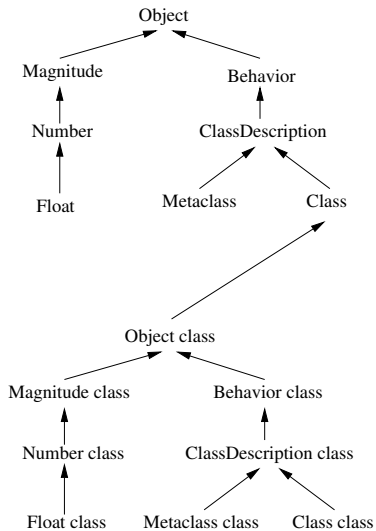 Object
Magnitude
Behavior
Number
ClassDescription
Float
Metaclass
Class
Object class
Magnitude class
Behavior class
Number class
ClassDescription class
Float class
Metaclass class
Class class